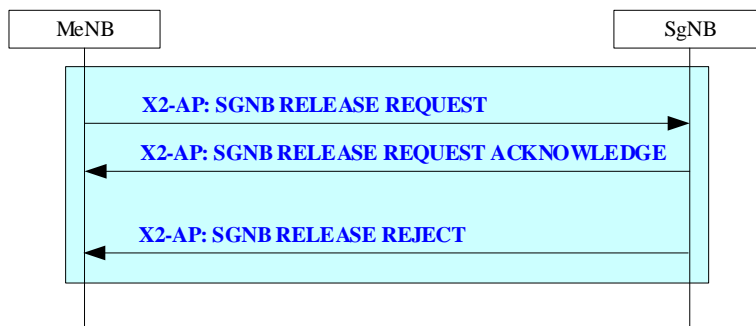 MeNB
SgNB
X2-AP: SGNB RELEASE REQUEST
X2-AP: SGNB RELEASE REQUEST ACKNOWLEDGE
X2-AP: SGNB RELEASE REJECT